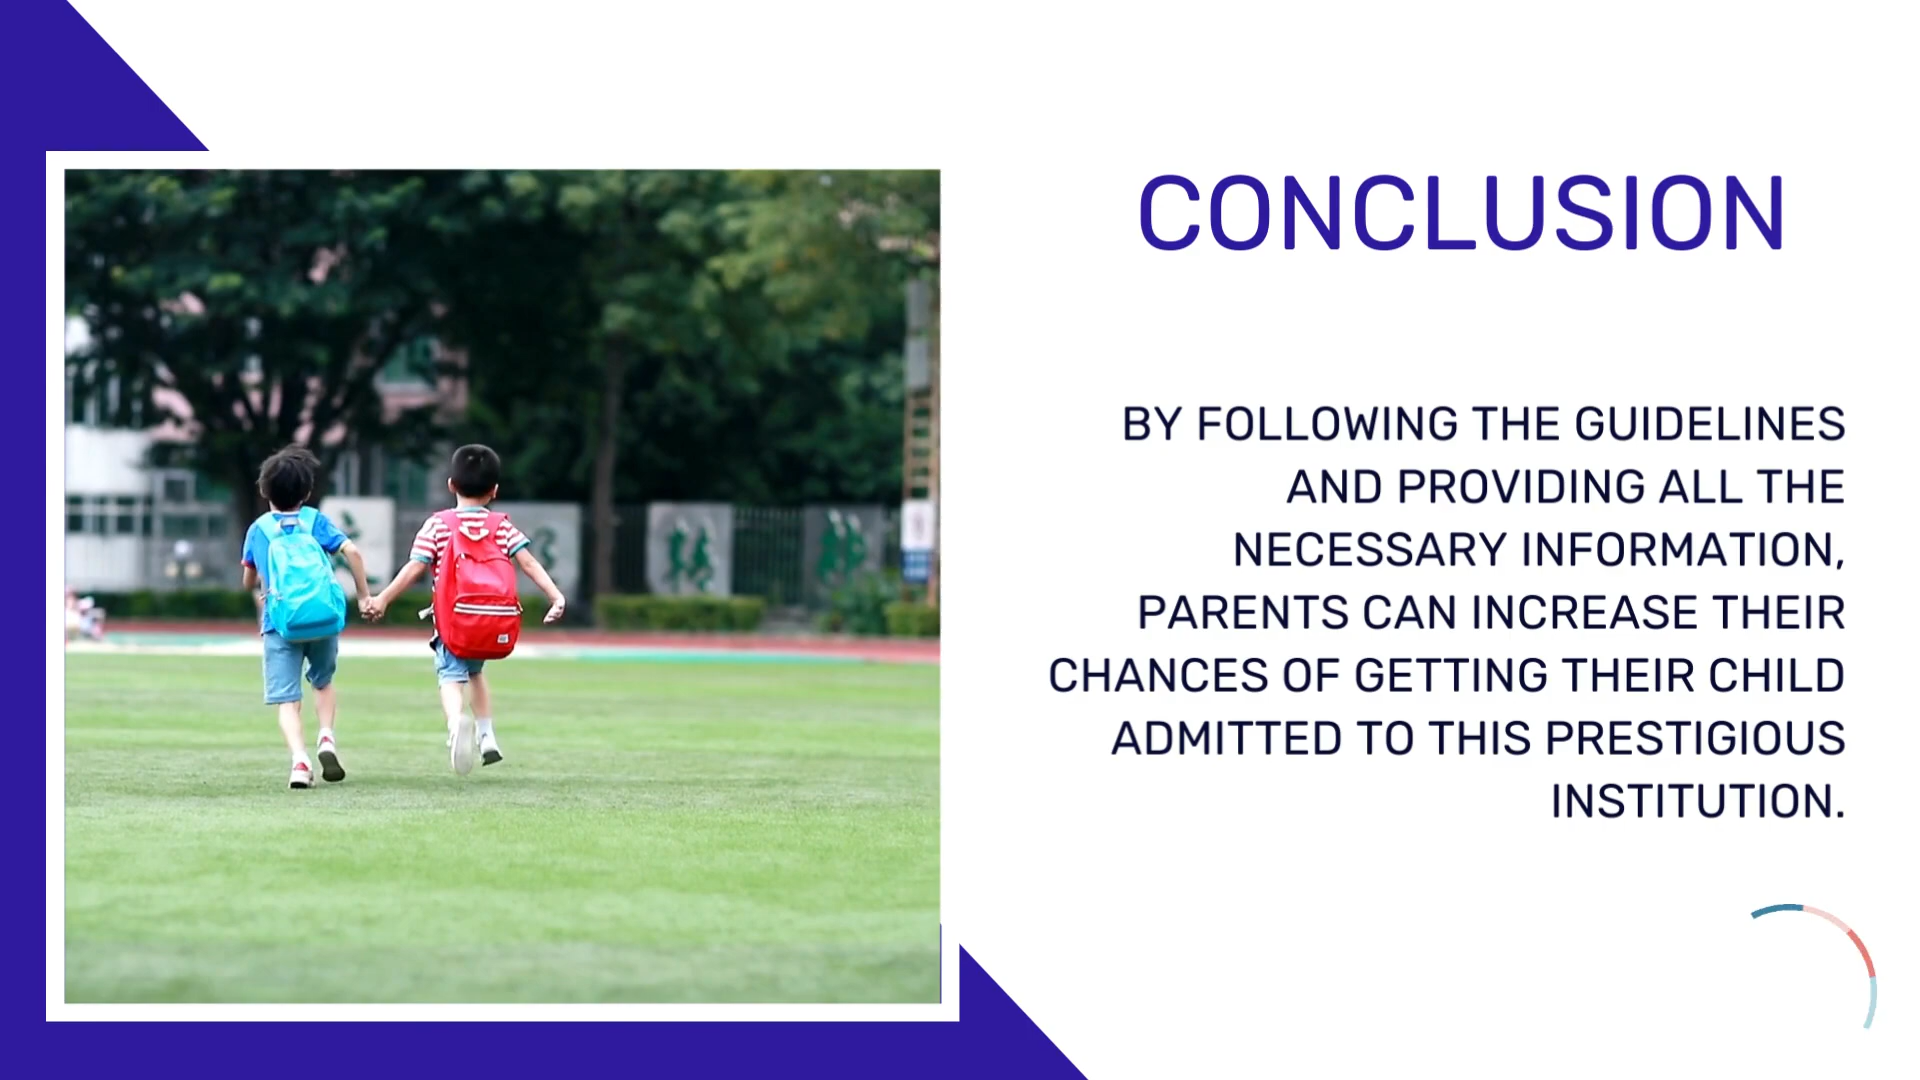 CONCLUSION
BY FOLLOWING THE GUIDELINES
AND PROVIDING ALL THE
NECESSARY INFORMATION,
PARENTS CAN INCREASE THEIR
CHANCES OF GETTING THEIR CHILD
ADMITTED TO THIS PRESTIGIOUS
INSTITUTION.